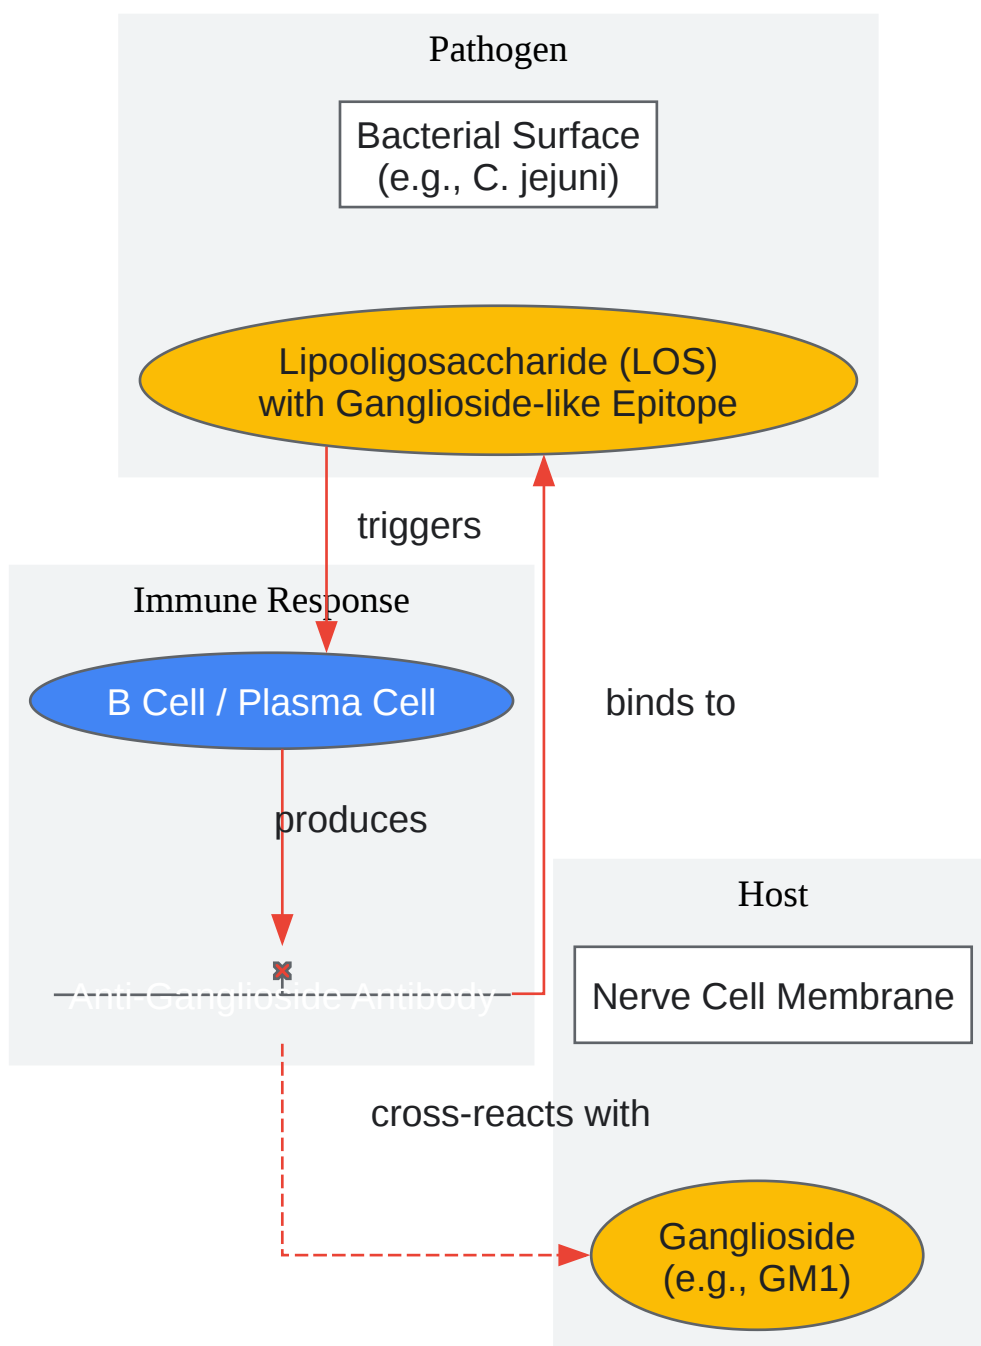 Pathogen
Bacterial Surface
(e.g., C. jejuni)
Lipooligosaccharide (LOS)
with Ganglioside-like Epitope
triggers
Immune Response
B Cell / Plasma Cell
binds to
produces
Host
Anti-Ganglioside Antibody
Nerve Cell Membrane
cross-reacts with
Ganglioside
(e.g., GM1)